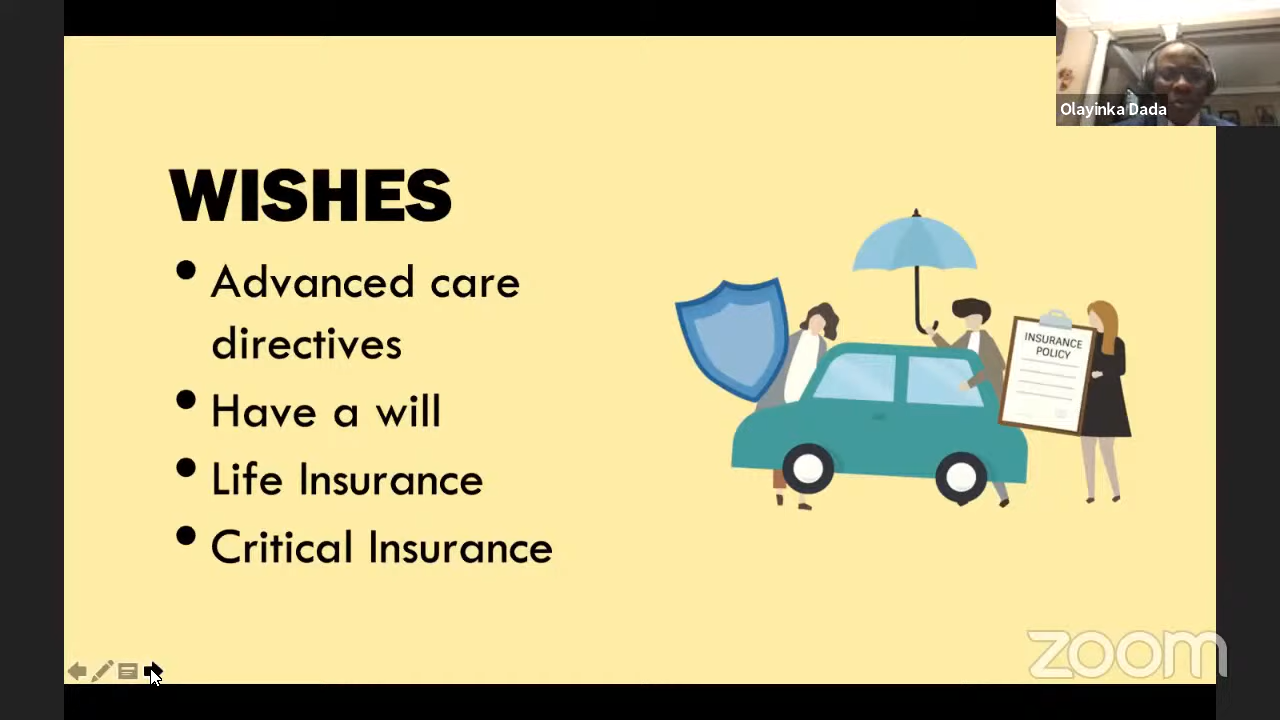 Olayinka Dada
WISHES
• Advanced care
directives
• Have a will
• Life Insurance
• Critical Insurance
INSURANCE
POLICY
zoom